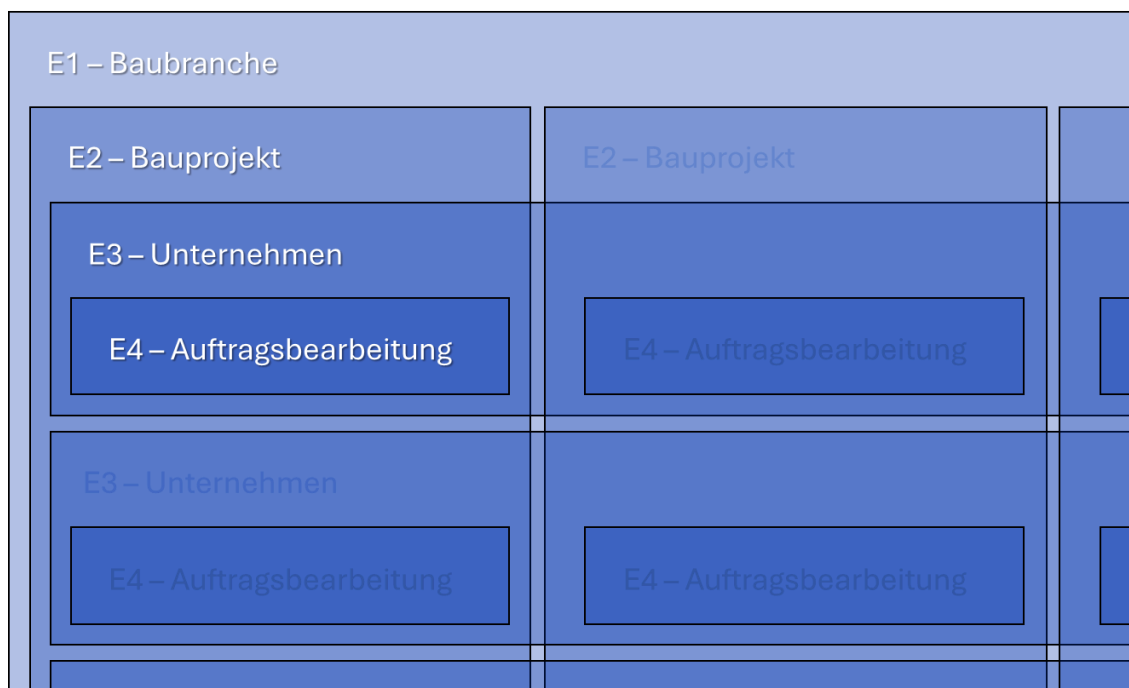 E1 – Baubranche
E2 – Bauprojekt
E2 – Bauprojekt
E3 – Unternehmen
E4 – Auftragsbearbeitung
E4 – Auftragsbearbeitung
E3 – Unternehmen
E4 – Auftragsbearbeitung
E4 – Auftragsbearbeitung